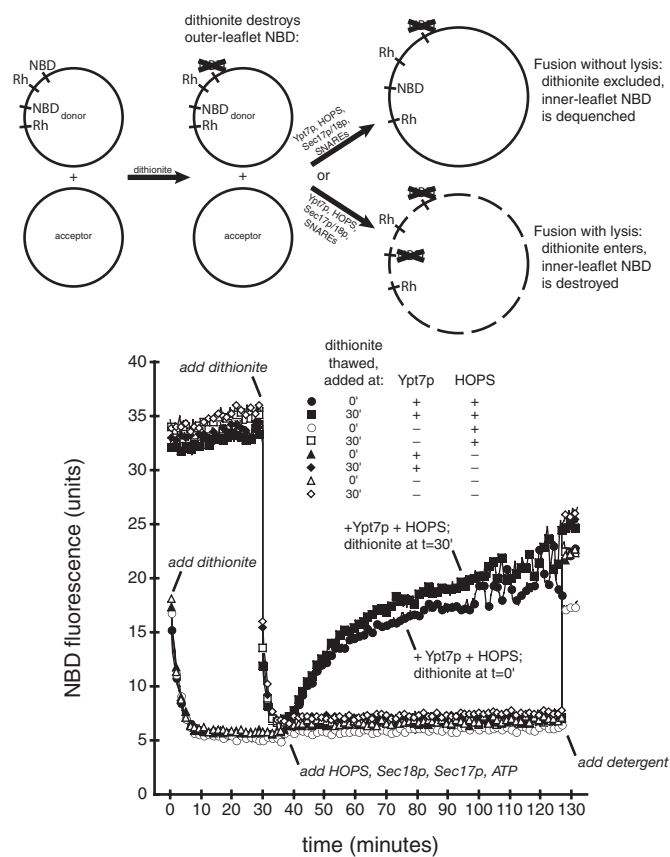 dithionite destroys
outer-leaflet NBD:
NBD
Rh
NBD
Rh
donor
+
acceptor
dithionite
Rh
NBD
Rh
donor
+
acceptor
Ypt7p, HOPS,
Sec17p/18p,
SNAREs
or
Ypt7p, HOPS,
Sec17p/18p,
SNAREs
Rh
NBD
Rh
Fusion without lysis:
dithionite excluded,
inner-leaflet NBD
is dequenched
Rh
Rh
Fusion with lysis:
dithionite enters,
inner-leaflet NBD
is destroyed
dithionite
thawed,
added at: Ypt7p HOPS
0' + +
30' + +
0' – +
30' – +
0' + –
30' + –
0' – –
30' – –
add dithionite
add dithionite
+Ypt7p + HOPS;
dithionite at t=30'
+ Ypt7p + HOPS;
dithionite at t=0'
add HOPS, Sec18p, Sec17p, ATP
add detergent
NBD fluorescence (units)
40
35
30
25
20
15
10
5
0
0 10 20 30 40 50 60 70 80 90 100 110 120 130
time (minutes)